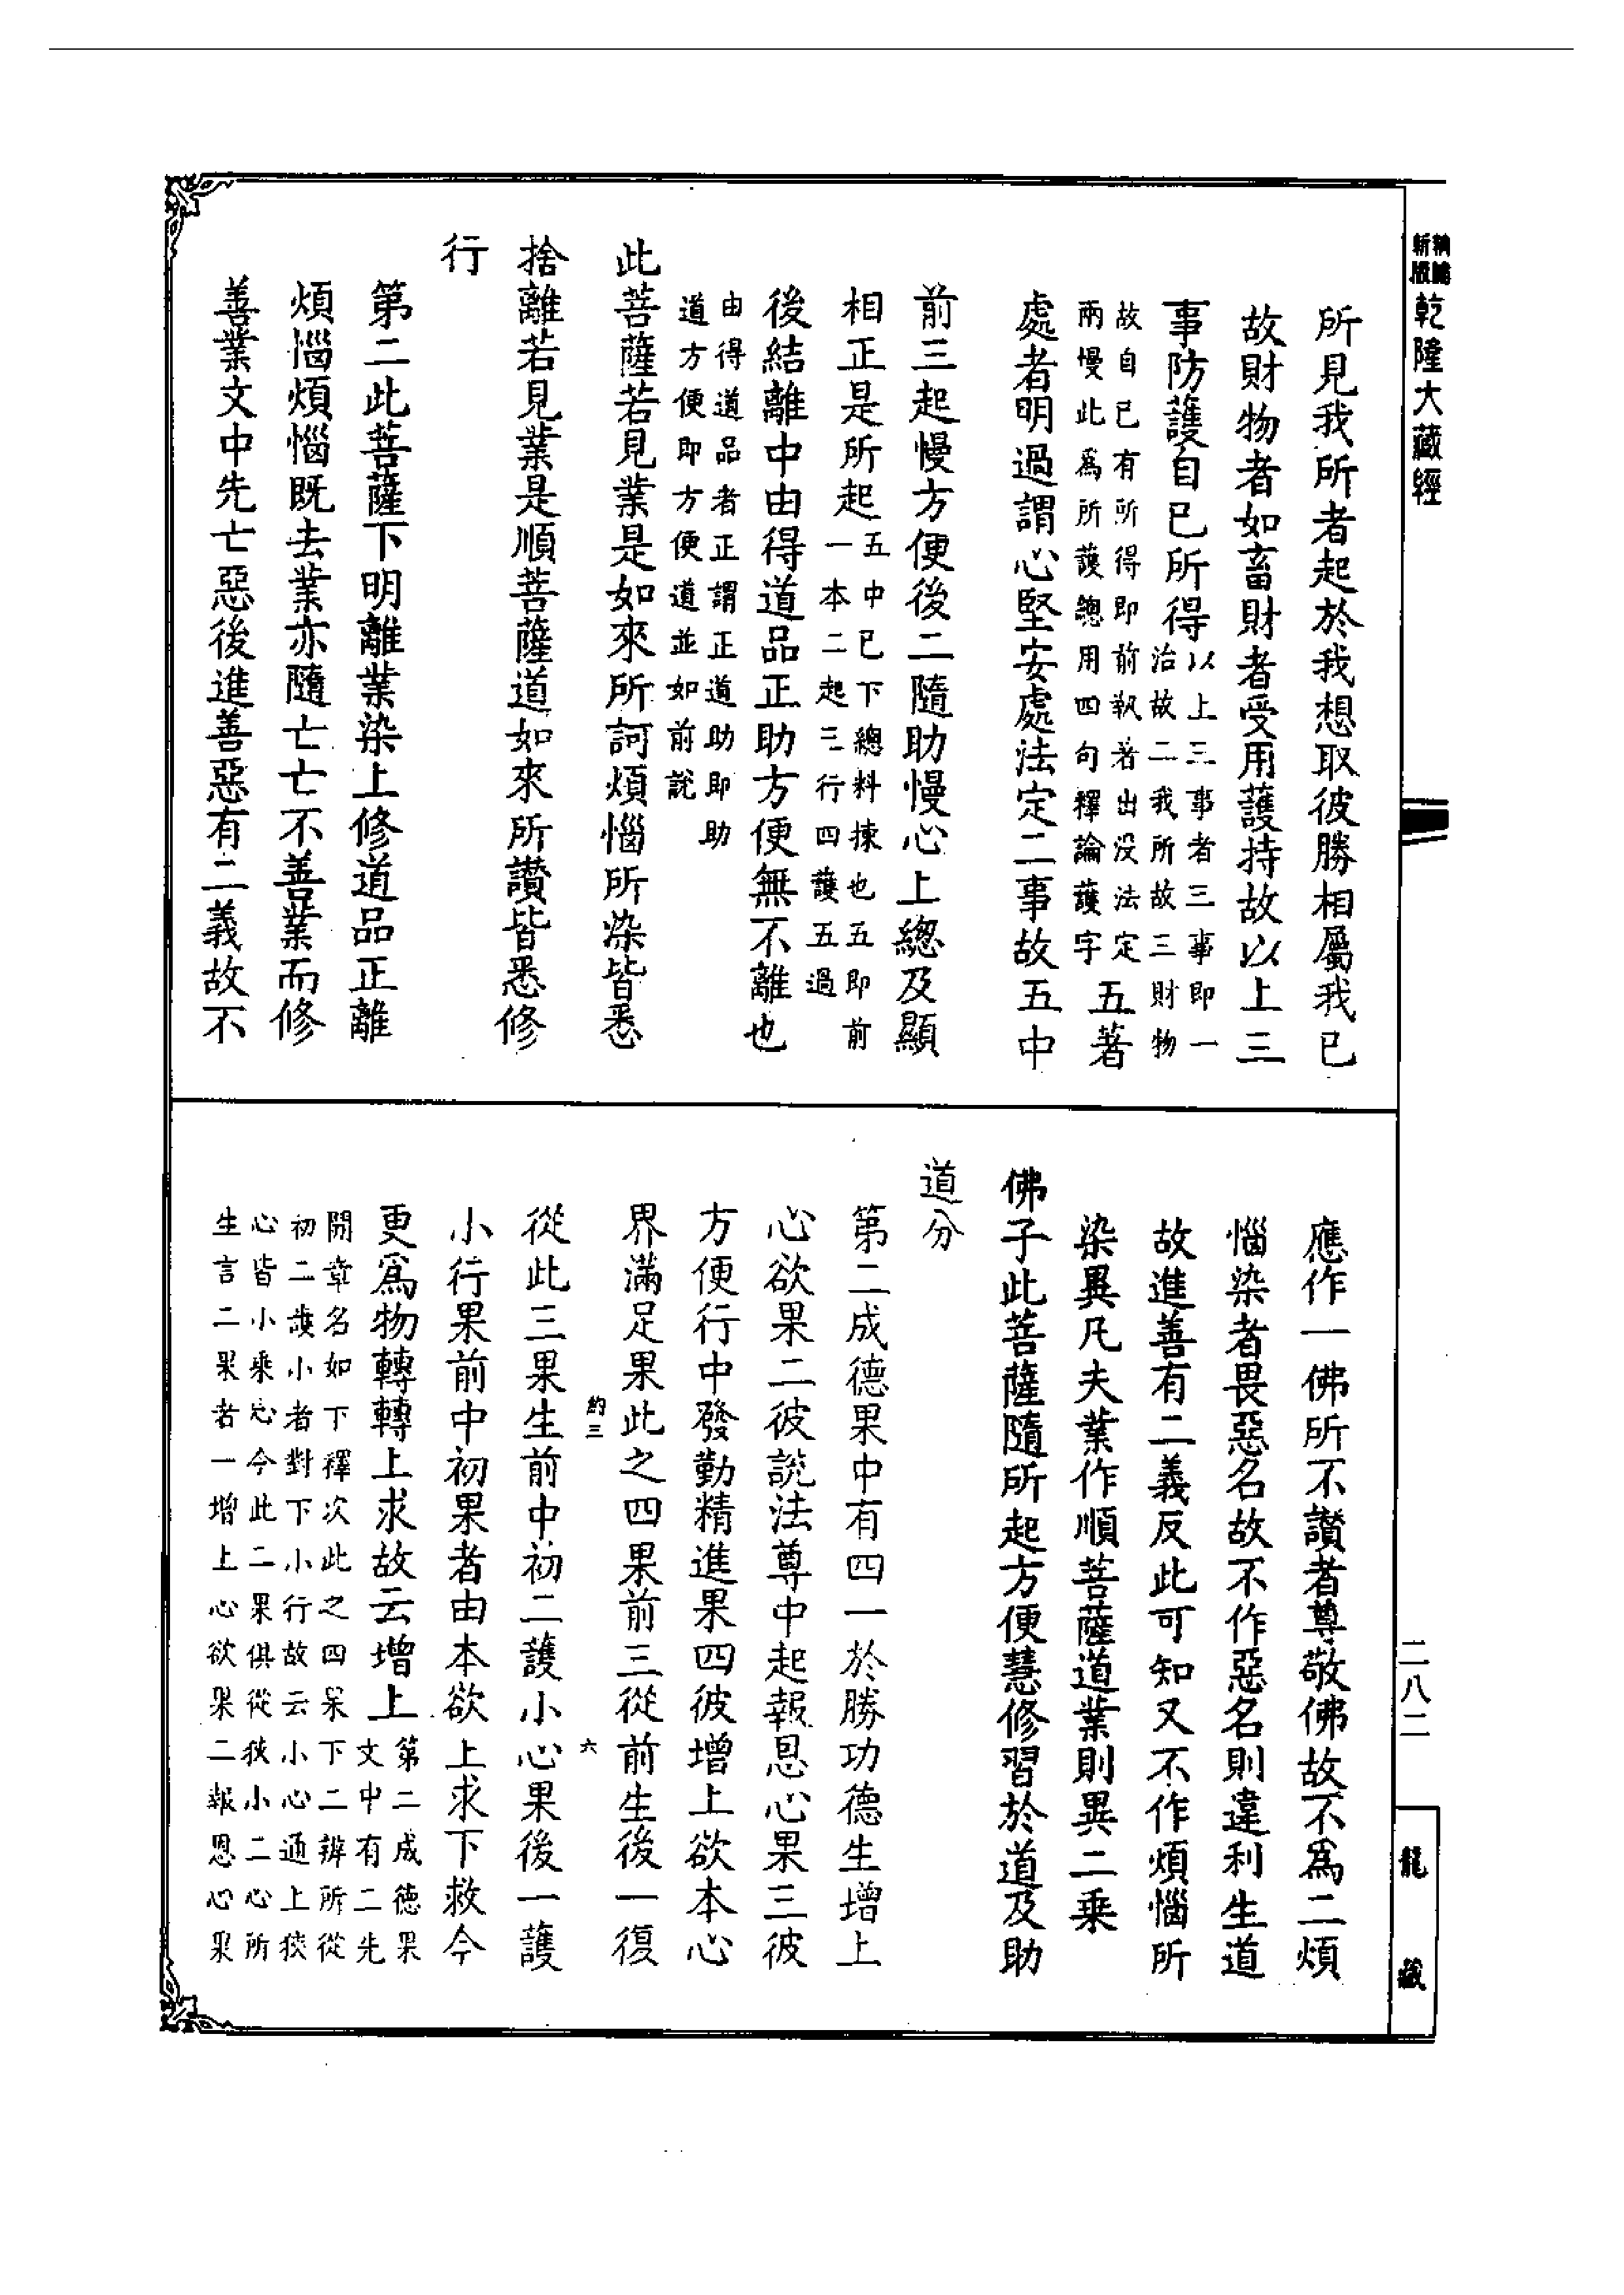 新編縮版乾隆大藏經
所見我所者起於我想取彼勝相屬我已
故財物者如畜財者受用護持故以上三
事防護自已所得以上三事者三事即一
治故二我所故三財物
故自已有所得即前執著出没法定
兩慢此為所護總用四句釋論護字五著
處者明過謂心堅安處法定二事故五中
前三起慢方便後二隨助慢心上總及顯
相正是所起五中已下總料揀也五即前
一本二起三行四護五過
後結離中由得道品正助方便無不離也
由得道品者正謂正道助即助
道方便即方便道並如前説
此菩薩若見業是如來所訶煩惱所染皆悉
捨離若見業是順菩薩道如來所讚皆悉修
行
第二此菩薩下明離業染上修道品正離
煩惱煩惱既去業亦隨亡亡不善業而修
善業文中先亡惡後進善惡有二義故不
應作一佛所不讚者尊敬佛故不為二煩
惱染者畏惡名故不作惡名則違利生道
故進善有二義反此可知又不作煩惱所
染異凡夫業作順菩薩道業則異二乘
佛子此菩薩隨所起方便慧修習於道及助
道分
第二成德果中有四一於勝功德生增上
心欲果二彼説法尊中起報恩心果三彼
方便行中發勤精進果四彼增上欲本心
界滿足果此之四果前三從前生後一復
約三
六
從此三果生前中初二護小心果後一護
小行果前中初果者由本欲上求下救今
更為物轉轉上求故云增上第二成德果
文中有二先
開章名如下釋次此之四果下二辨所從
初二護小者對下小行故云小心通上狹
心皆小乘心今此二果俱從狹小二心所
生言二果者一增上心欲果二報恩心果
二八二
龍藏